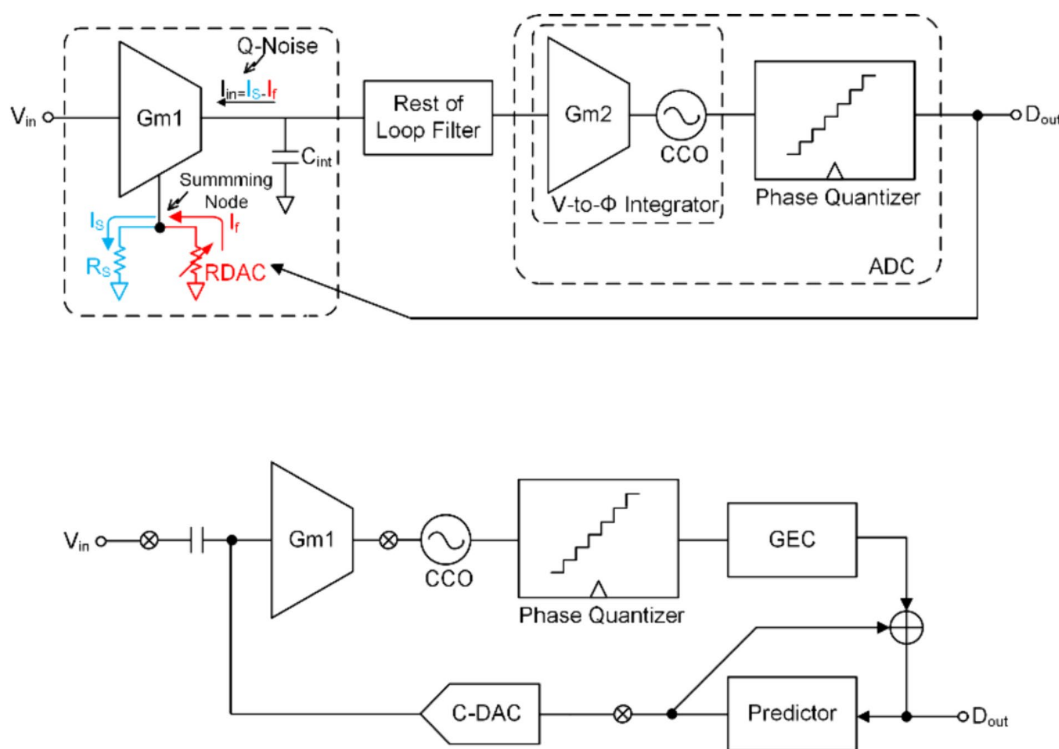 Q-Noise
Iin=IS-If
Vin
Gm1
Cint
Summming
Node
IS
If
RS
RDAC
Rest of
Loop Filter
Gm2
CCO
V-to-Φ Integrator
Phase Quantizer
ADC
Dout
Vin
Gm1
CCO
Phase Quantizer
GEC
C-DAC
Predictor
Dout